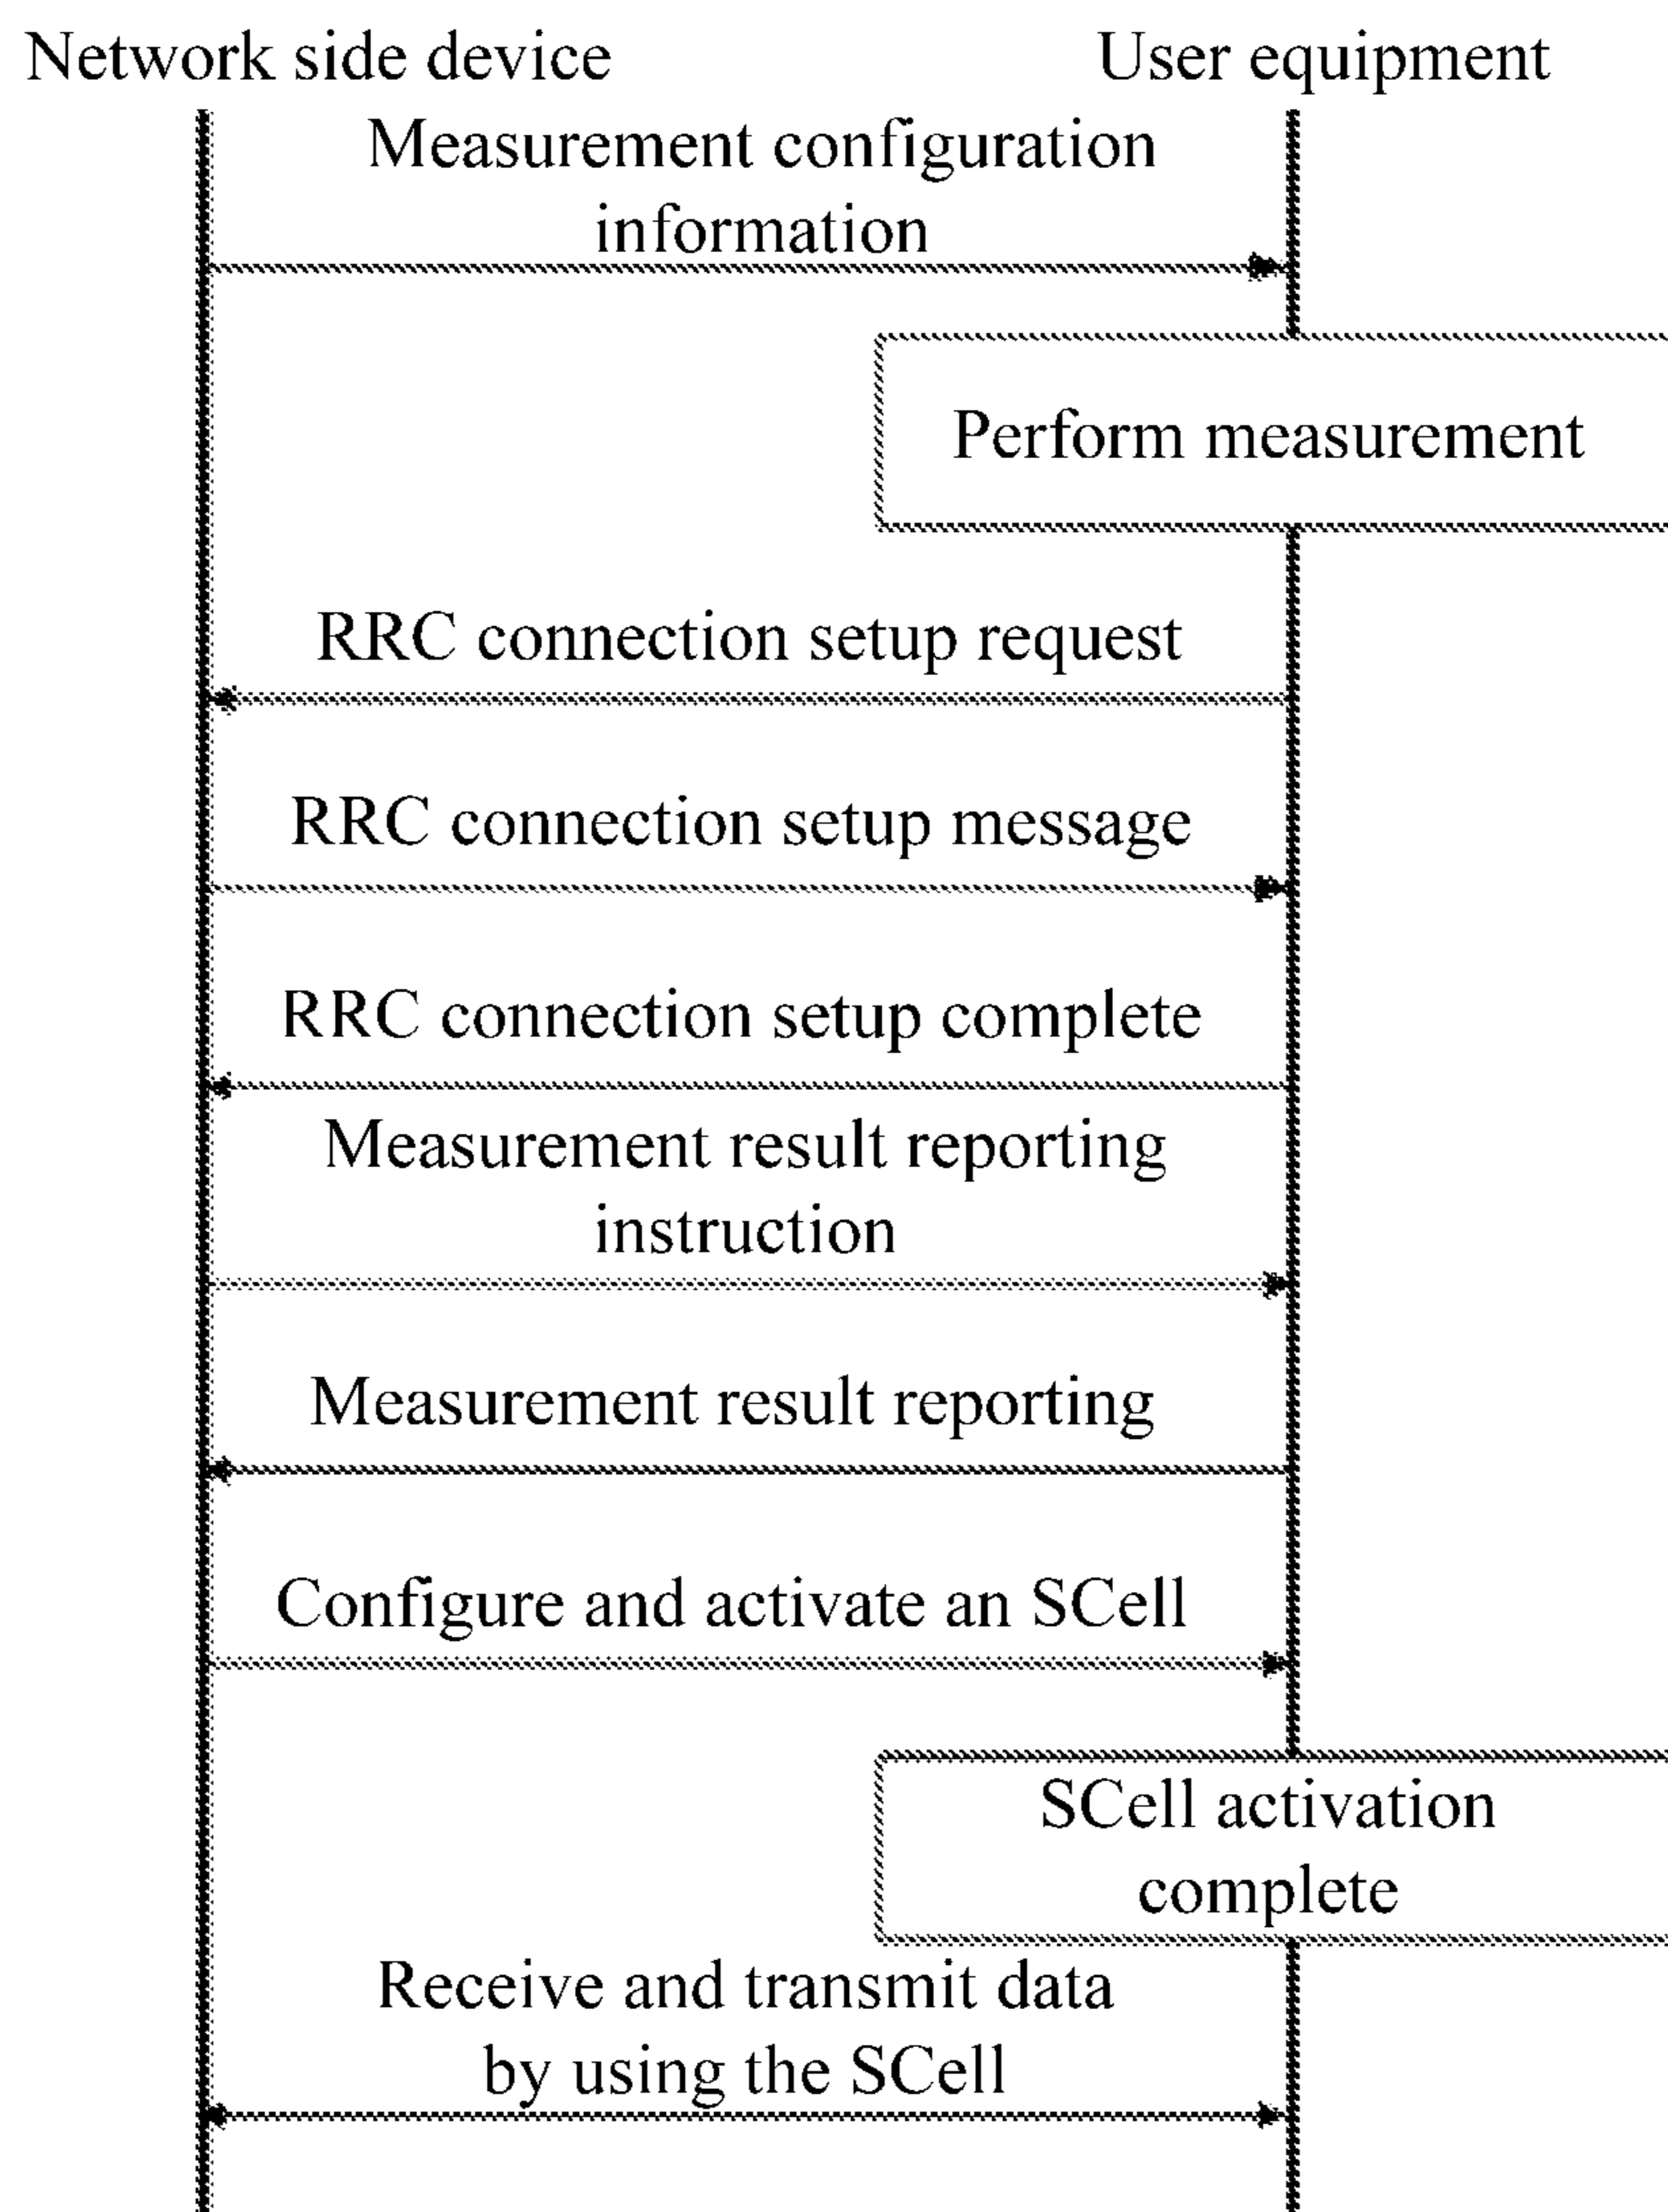 Network side device
User equipment
Measurement configuration
information
Perform measurement
RRC connection setup request
RRC connection setup message
RRC connection setup complete
Measurement result reporting
instruction
Measurement result reporting
Configure and activate an SCell
SCell activation
complete
Receive and transmit data
by using the SCell